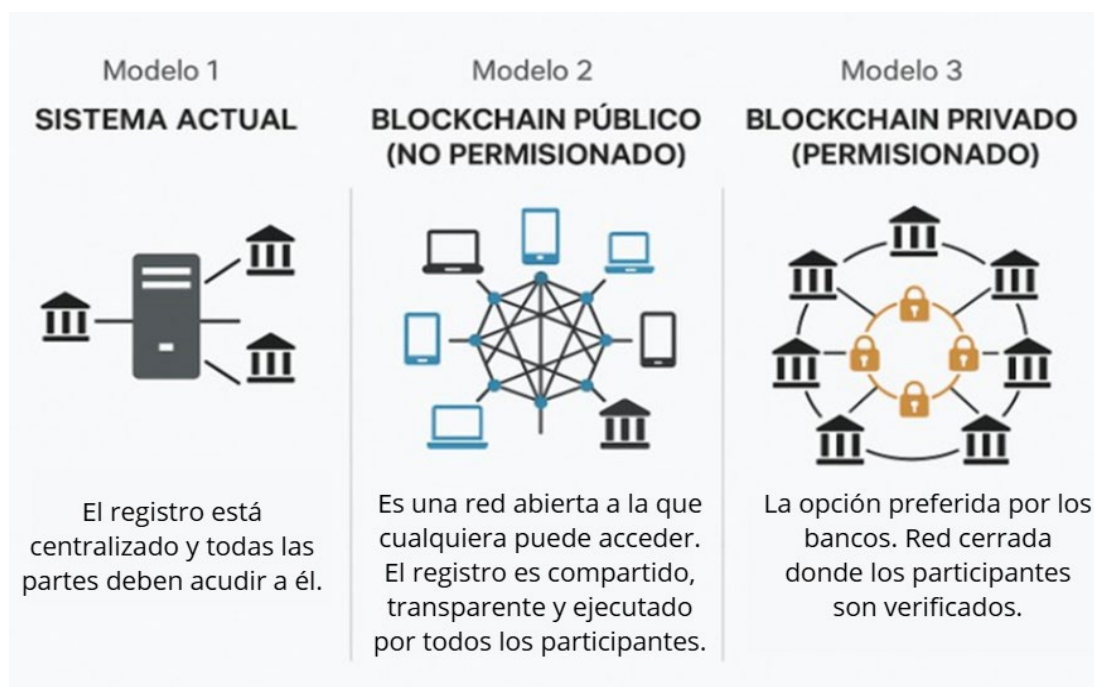 Modelo 1
SISTEMA ACTUAL
El registro está
centralizado y todas las
partes deben acudir a él.
Modelo 2
BLOCKCHAIN PÚBLICO
(NO PERMISIONADO)
Es una red abierta a la que
cualquiera puede acceder.
El registro es compartido,
transparente y ejecutado
por todos los participantes.
Modelo 3
BLOCKCHAIN PRIVADO
(PERMISIONADO)
La opción preferida por los
bancos. Red cerrada
donde los participantes
son verificados.